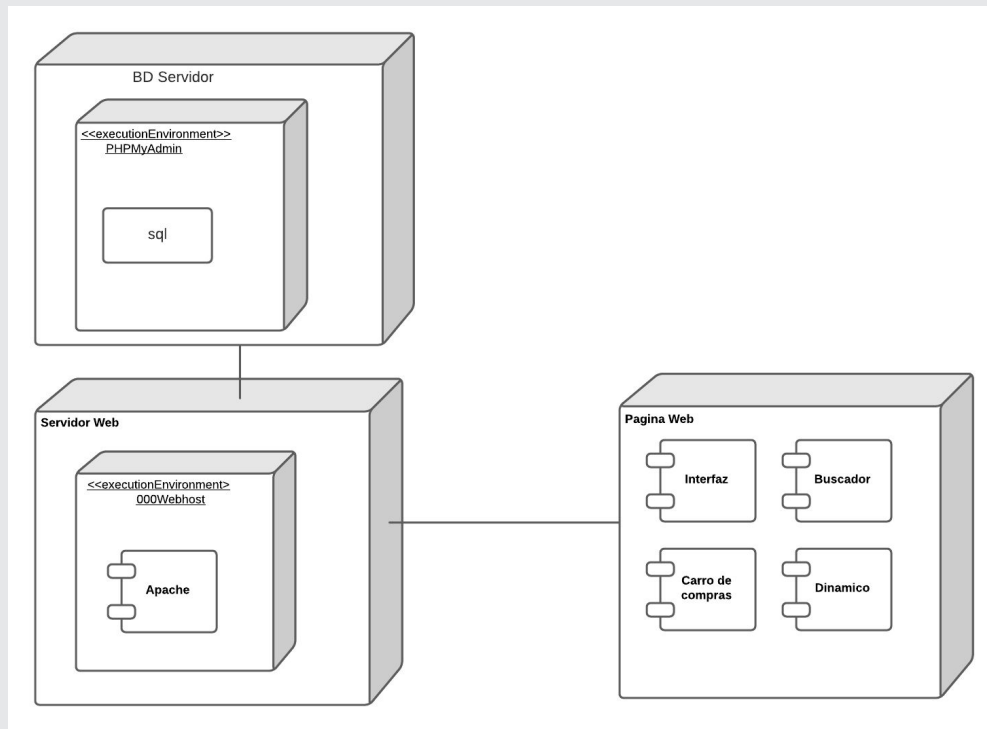 BD Servidor
<<executionEnvironment>>
PHPMyAdmin
sql
Servidor Web
<<executionEnvironment>
000Webhost
Apache
Pagina Web
Interfaz
Buscador
Carro de
compras
Dinamico